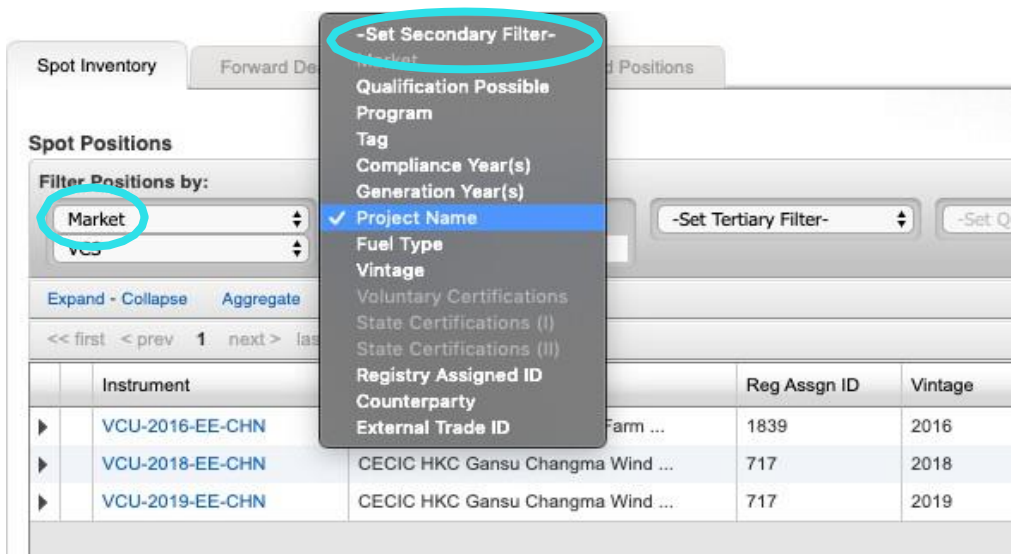 -Set Secondary Filter-
Market
Qualification Possible
Program
Tag
Compliance Year(s)
Generation Year(s)
✓ Project Name
Fuel Type
Vintage
Voluntary Certifications
State Certifications (I)
State Certifications (II)
Registry Assigned ID
Counterparty
External Trade ID
Spot Inventory
Forward
Positions
Spot Positions
Filter Positions by:
Market
VCS
-Set Tertiary Filter-
-Set
Expand - Collapse Aggregate
<< first < prev 1 next >
Instrument Reg Assgn ID Vintage
VCU-2016-EE-CHN Farm ... 1839 2016
VCU-2018-EE-CHN CECIC HKC Gansu Changma Wind ... 717 2018
VCU-2019-EE-CHN CECIC HKC Gansu Changma Wind ... 717 2019